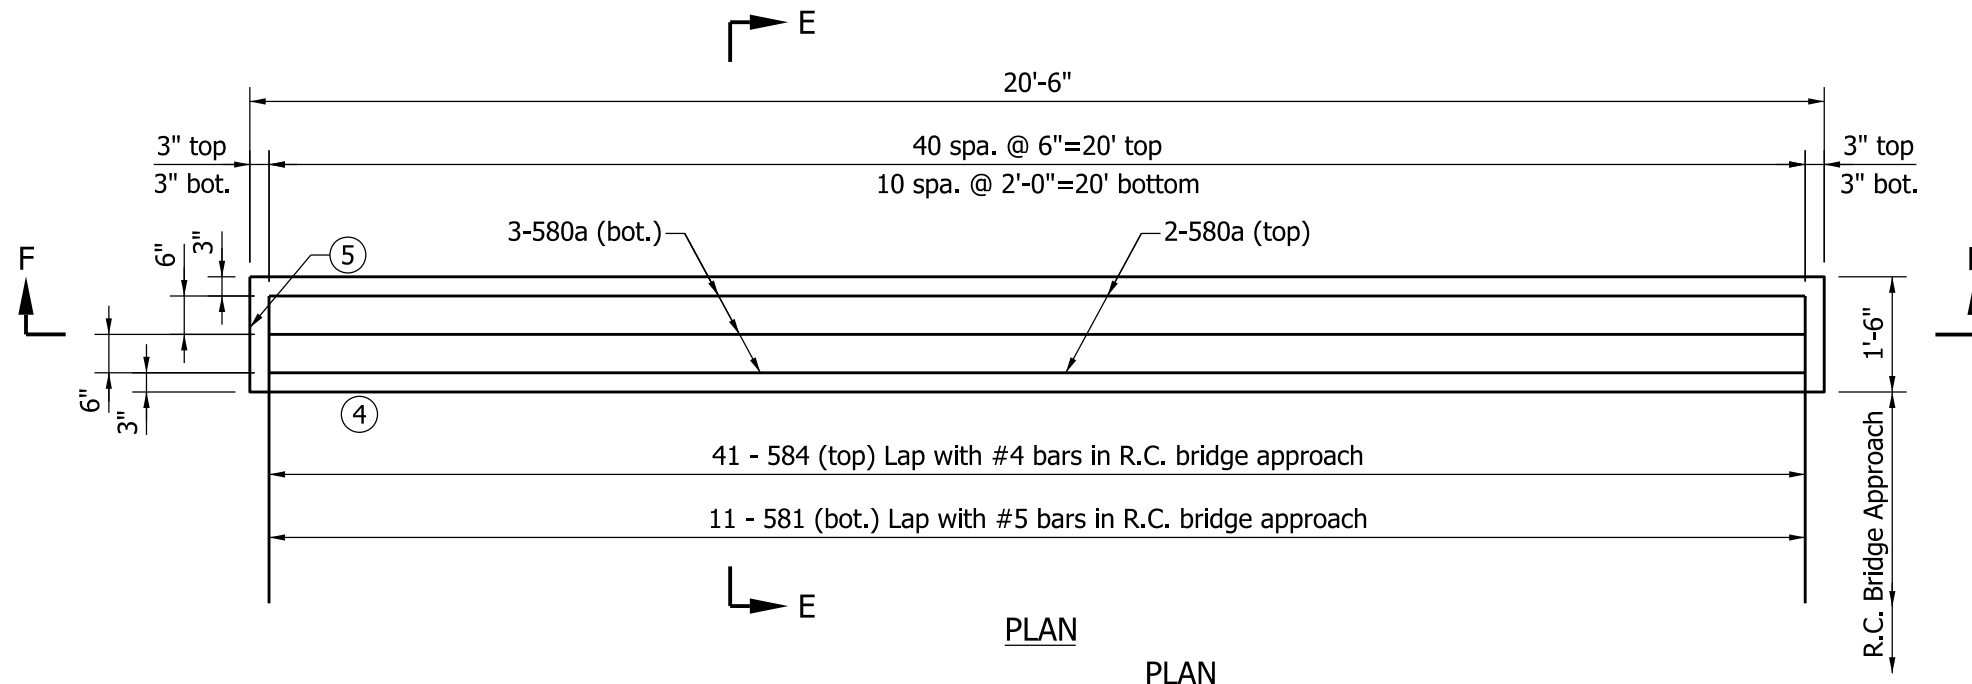 E
20'-6"
3" top
40 spa. @ 6"=20' top
3" top
3" bot.
10 spa. @ 2'-0"=20' bottom
3" bot.
3-580a (bot.)
2-580a (top)
F
6"
3"
5
1'-6"
6"
3"
4
41 - 584 (top) Lap with #4 bars in R.C. bridge approach
11 - 581 (bot.) Lap with #5 bars in R.C. bridge approach
R.C. Bridge Approach
E
PLAN
PLAN